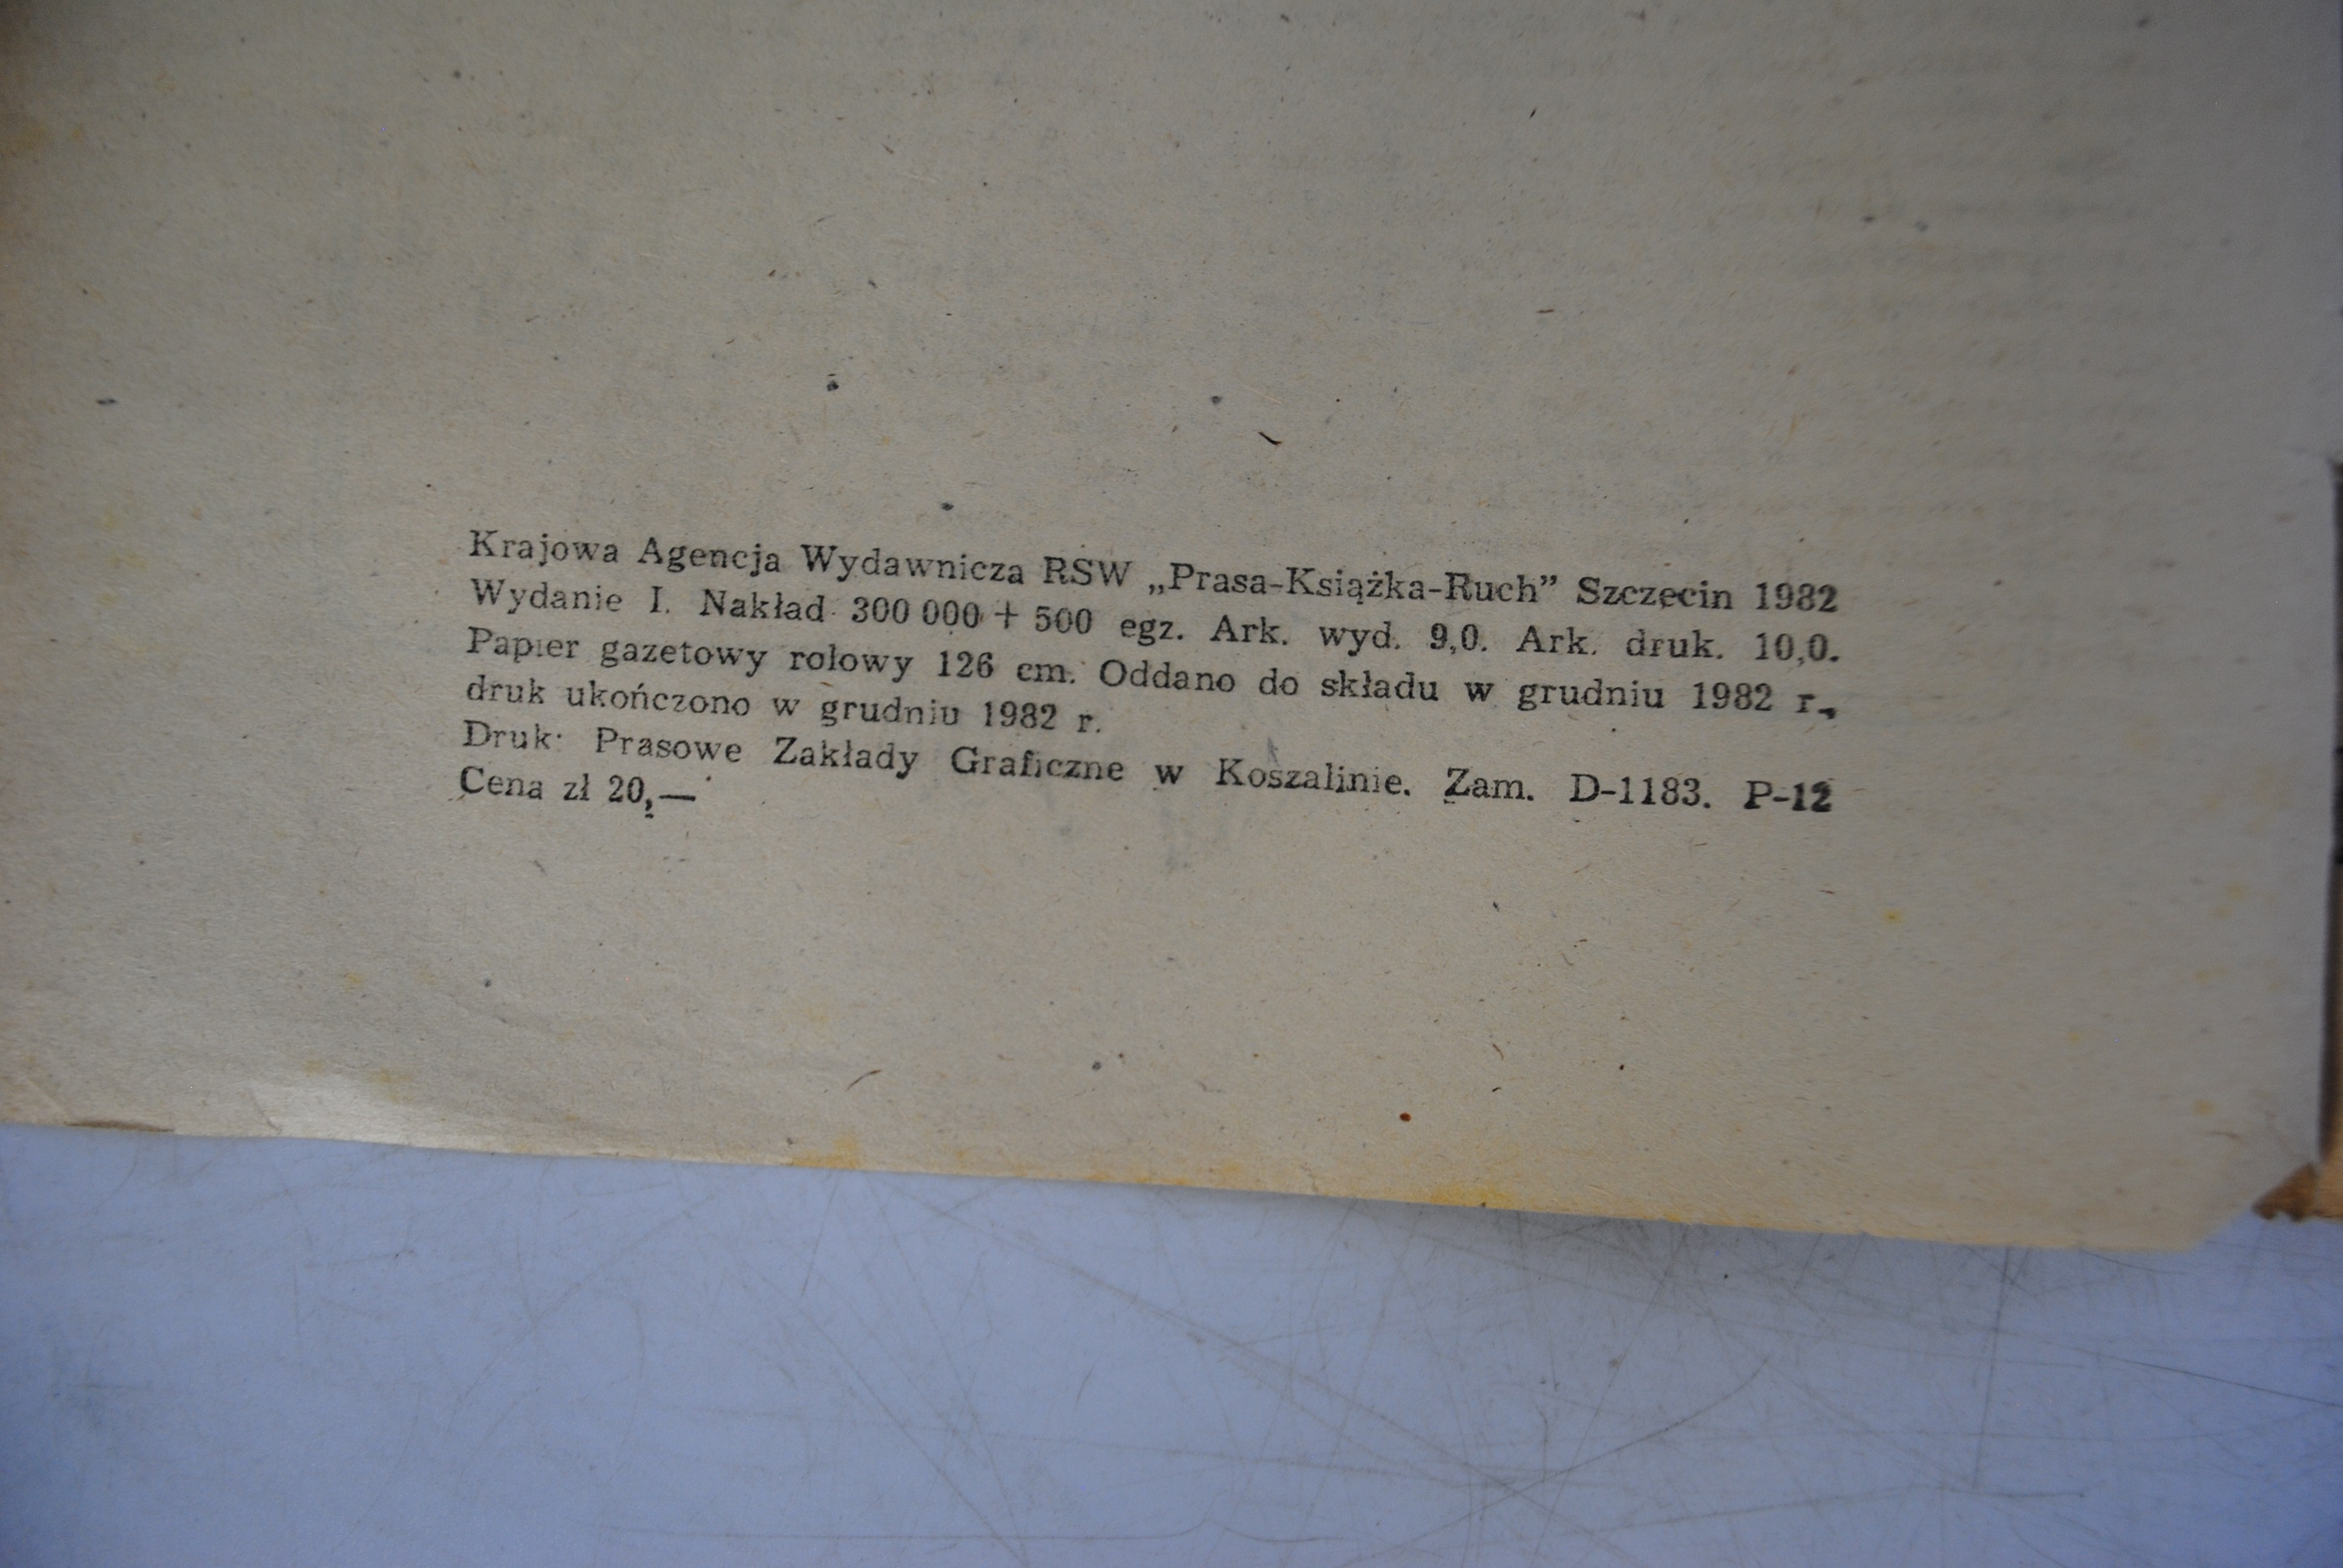 Krajowa Agencja Wydawnicza RSW „Prasa-Książka-Ruch” Szczecin 1982
Wydanie I. Nakład 300 000 + 500 egz. Ark. wyd. 9,0. Ark. druk. 10,0.
Papier gazetowy rolowy 126 cm. Oddano do składu w grudniu 1982 r.,
druk ukończono w grudniu 1982 r.
Druk: Prasowe Zakłady Graficzne w Koszalinie. Zam. D-1183. P-12
Cena zł 20,—